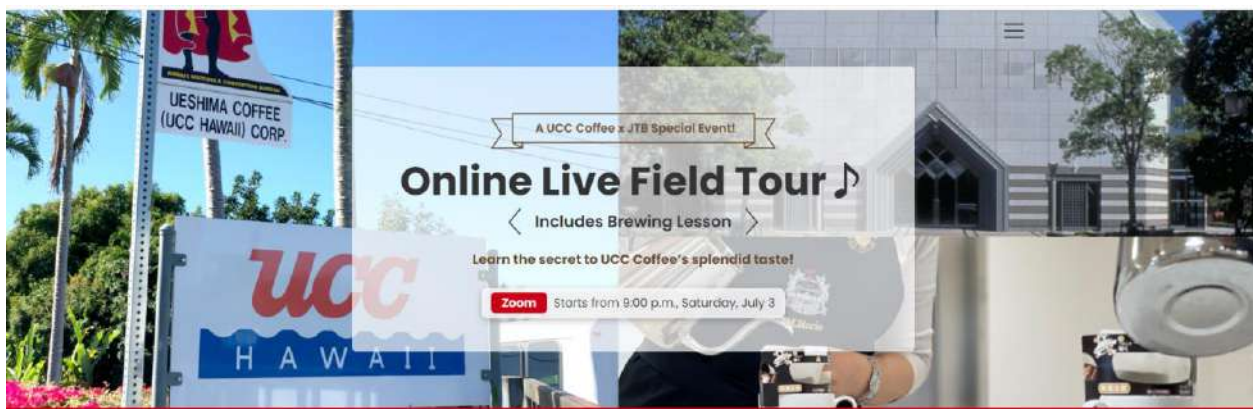 UESHIMA COFFEE
(UCC HAWAII) CORP.
A UCC Coffee x JTB Special Event!
Online Live Field Tour♪
Includes Brewing Lesson
Learn the secret to UCC Coffee's splendid taste!
Zoom Starts from 9:00 p.m., Saturday, July 3
ucc
HAWAII